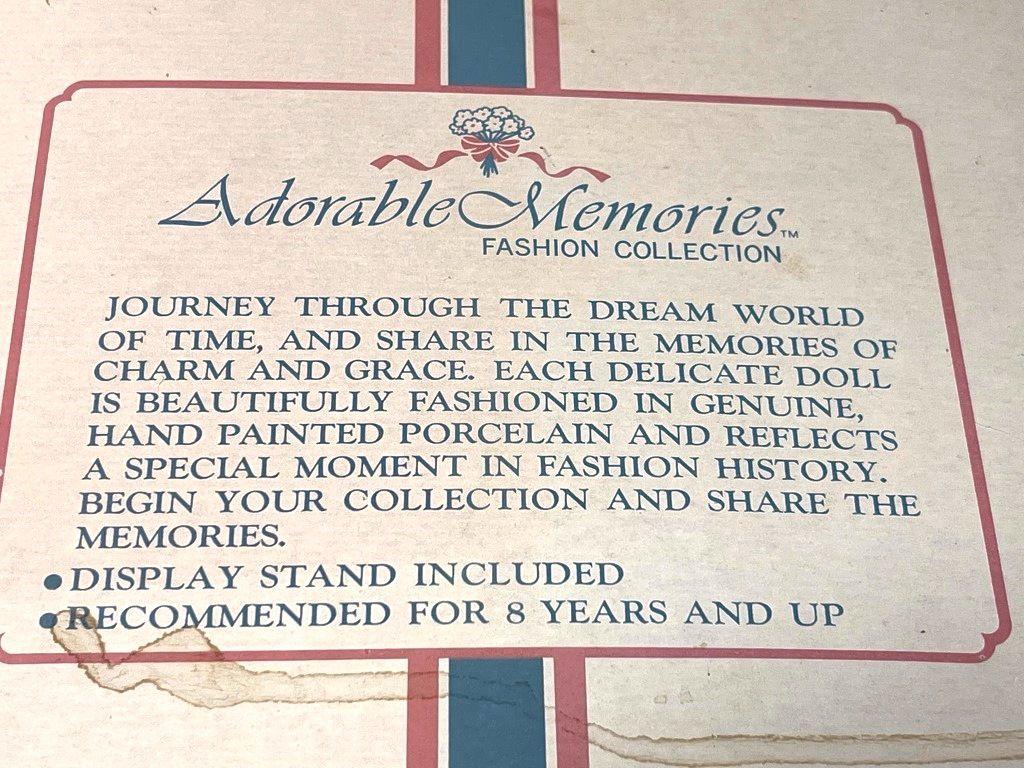 Adorable Memories™
FASHION COLLECTION
JOURNEY THROUGH THE DREAM WORLD
OF TIME, AND SHARE IN THE MEMORIES OF
CHARM AND GRACE. EACH DELICATE DOLL
IS BEAUTIFULLY FASHIONED IN GENUINE,
HAND PAINTED PORCELAIN AND REFLECTS
A SPECIAL MOMENT IN FASHION HISTORY.
BEGIN YOUR COLLECTION AND SHARE THE
MEMORIES.
● DISPLAY STAND INCLUDED
● RECOMMENDED FOR 8 YEARS AND UP